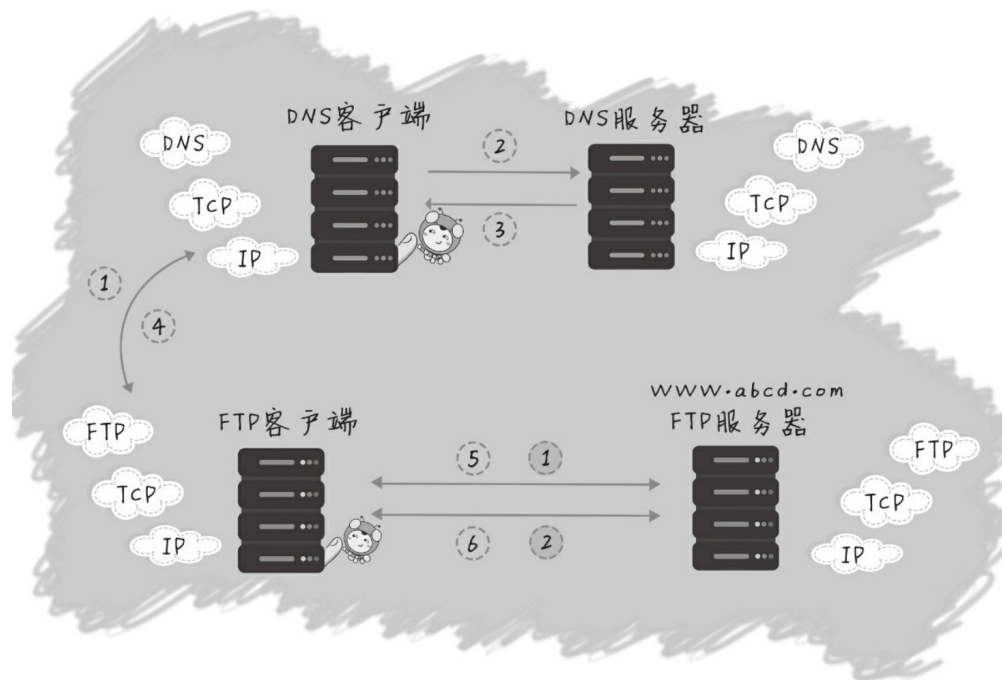 DNS客户端
DNS服务器
DNS
②
DNS
TCP
③
TCP
IP
IP
①
④
www.abcd.com
FTP客户端
FTP服务器
FTP
⑤ ①
FTP
TCP
TCP
IP
⑥ ②
IP